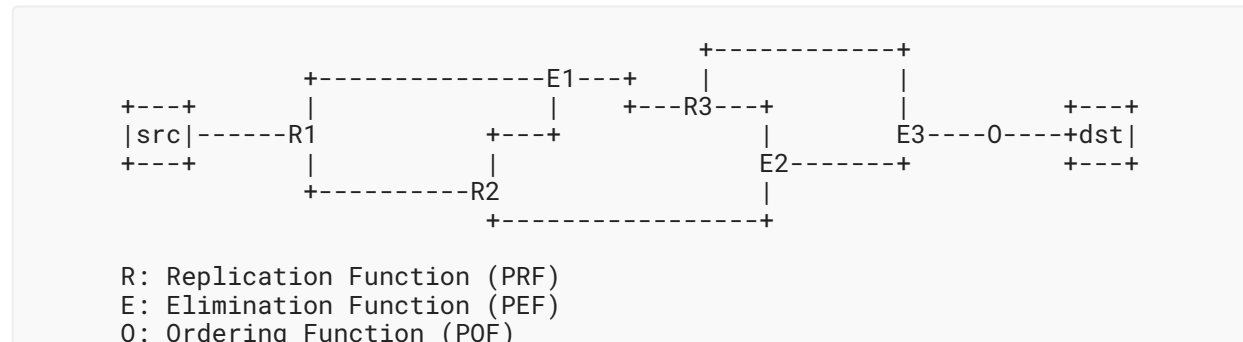 +------------+
            +---------------E1---+    |            |
+---+       |               |    +---R3---+        |          +---+
|src|------R1           +---+             |        E3----O----+dst|
+---+       |           |                 E2-------+          +---+
            +----------R2                 |
                        +-----------------+
R: Replication Function (PRF)
E: Elimination Function (PEF)
O: Ordering Function (POF)